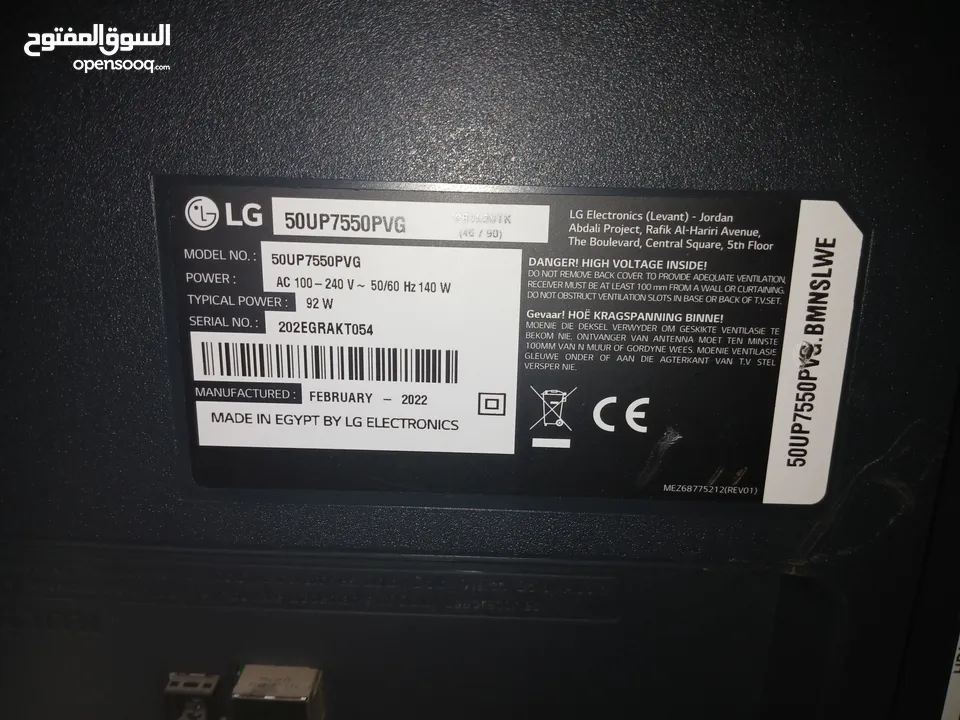 السوق المفتوح
opensooq.com
LG
50UP7550PVG
(46 / 90)
LG Electronics (Levant) - Jordan
Abdali Project, Rafik Al-Hariri Avenue,
The Boulevard, Central Square, 5th Floor
MODEL NO. : 50UP7550PVG
POWER : AC 100 – 240 V ~ 50/60 Hz 140 W
TYPICAL POWER : 92 W
SERIAL NO. : 202EGRAKT054
MANUFACTURED : FEBRUARY – 2022
MADE IN EGYPT BY LG ELECTRONICS
DANGER! HIGH VOLTAGE INSIDE!
DO NOT REMOVE BACK COVER. TO PROVIDE ADEQUATE VENTILATION,
RECEIVER MUST BE AT LEAST 100 mm FROM A WALL OR CURTAINING.
DO NOT OBSTRUCT VENTILATION SLOTS IN BASE OR BACK OF T.V.SET.
Gevaar! HOË KRAGSPANNING BINNE!
MOENIE DIE DEKSEL VERWYDER OM GESKIKTE VENTILASIE TE
BEKOM NIE, ONTVANGER VAN ANTENNA MOET TEN MINSTE
100MM VAN N MUUR OF GORDYNE WEES. MOENIE VENTILASIE
GLEUWE ONDER OF AAN DIE AGTERKANT VAN T.V STEL
VERSPER NIE.
CE
MEZ68775212(REV01)
50UP7550PVG.BMNSLWE